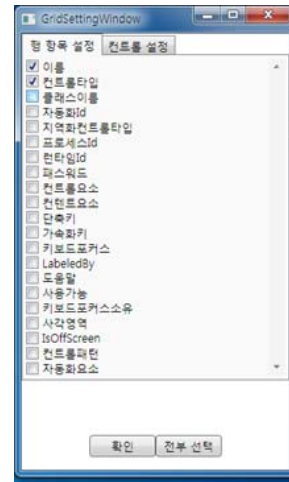 GridSettingWindow
형 항목 설정 컨트롤 설정
이름
컨트롤타입
클래스이름
자동화Id
지역화컨트롤타입
프로세스Id
런타임Id
패스워드
컨트롤요소
컨텐트요소
단축키
가속화키
키보드포커스
LabeledBy
도움말
사용가능
키보드포커스소유
사각영역
IsOffScreen
컨트롤패턴
자동화요소
확인 전부 선택